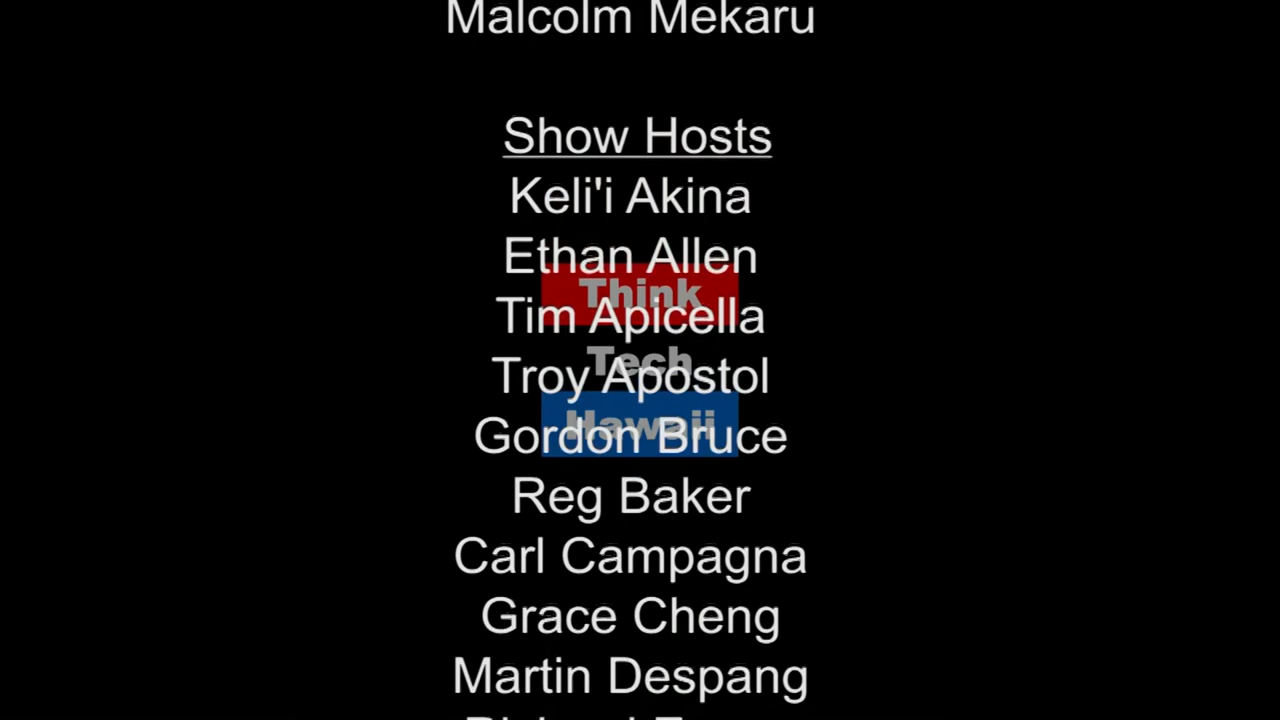 Malcolm Mekaru
Show Hosts
Keli'i Akina
Ethan Allen
Think
Tim Apicella
Tech
Troy Apostol
Hawaii
Gordon Bruce
Reg Baker
Carl Campagna
Grace Cheng
Martin Despang